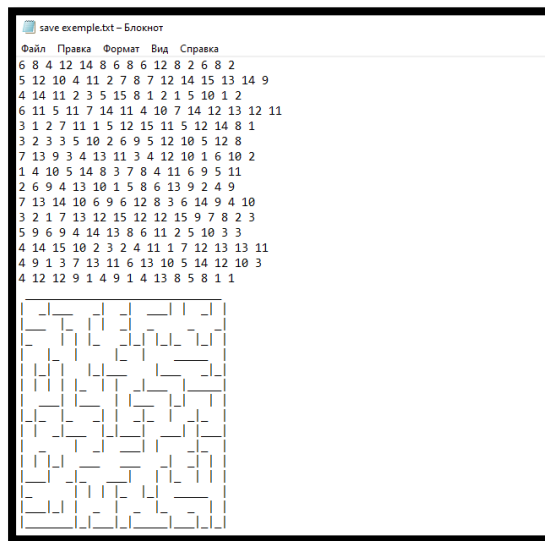 save exemple.txt – Блокнот
Файл Правка Формат Вид Справка
6 8 4 12 14 8 6 8 6 12 8 2 6 8 2
5 12 10 4 11 2 7 8 7 12 14 15 13 14 9
4 14 11 2 3 5 15 8 1 2 1 5 10 1 2
6 11 5 11 7 14 11 4 10 7 14 12 13 12 11
3 1 2 7 11 1 5 12 15 11 5 12 14 8 1
3 2 3 3 5 10 2 6 9 5 12 10 5 12 8
7 13 9 3 4 13 11 3 4 12 10 1 6 10 2
1 4 10 5 14 8 3 7 8 4 11 6 9 5 11
2 6 9 4 13 10 1 5 8 6 13 9 2 4 9
7 13 14 10 6 9 6 12 8 3 6 14 9 4 10
3 2 1 7 13 12 15 12 12 15 9 7 8 2 3
5 9 6 9 4 14 13 8 6 11 2 5 10 3 3
4 14 15 10 2 3 2 4 11 1 7 12 13 13 11
4 9 1 3 7 13 11 6 13 10 5 14 12 10 3
4 12 12 9 1 4 9 1 4 13 8 5 8 1 1